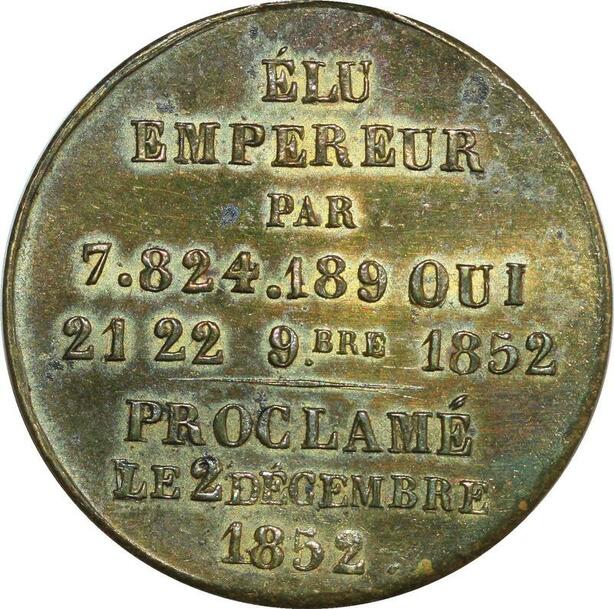 ÉLU
EMPEREUR
PAR
7.824.189 OUI
21 22 9.BRE 1852
PROCLAMÉ
LE 2 DÉCEMBRE
1852.